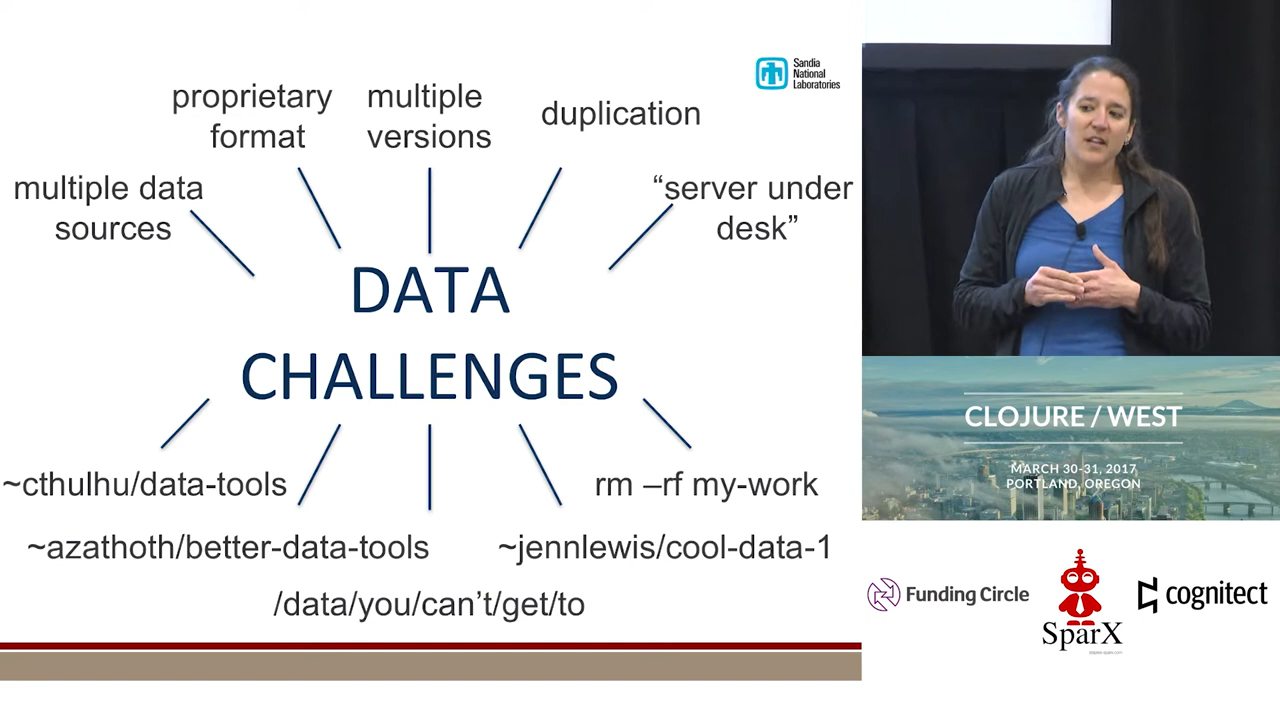 Sandia
National
Laboratories
proprietary
format
multiple
versions
duplication
multiple data
sources
“server under
desk”
DATA
CHALLENGES
~cthulhu/data-tools
rm –rf my-work
~azathoth/better-data-tools
~jennlewis/cool-data-1
/data/you/can’t/get/to
CLOJURE / WEST
MARCH 30-31, 2017
PORTLAND, OREGON
Funding Circle
SparX
cognitect